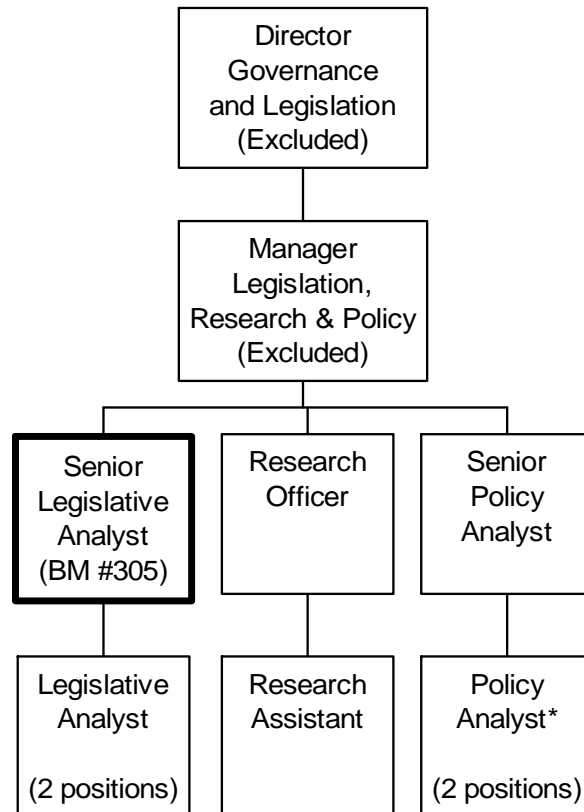 Director
Governance
and Legislation
(Excluded)
Manager
Legislation,
Research & Policy
(Excluded)
Senior
Legislative
Analyst
(BM #305)
Research
Officer
Senior
Policy
Analyst
Legislative
Analyst
(2 positions)
Research
Assistant
Policy
Analyst*
(2 positions)